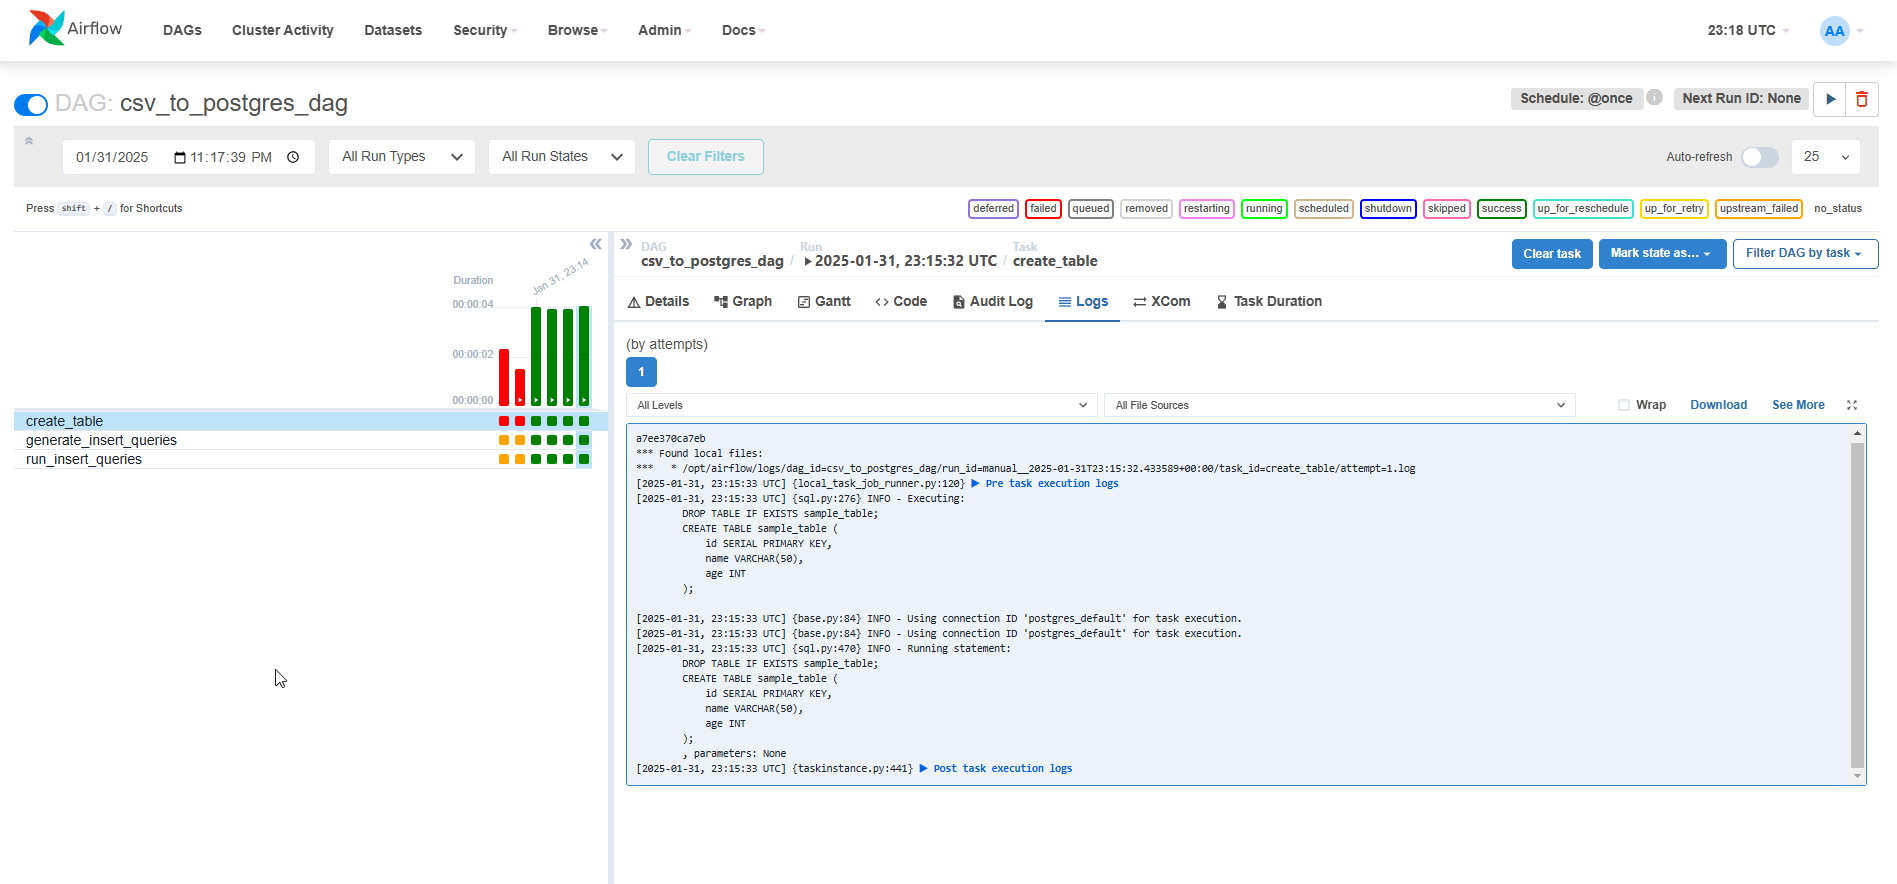 Airflow DAGs Cluster Activity Datasets Security Browse Admin Docs 23:18 UTC AA
DAG: csv_to_postgres_dag Schedule: @once i Next Run ID: None
01/31/2025 11:17:39 PM All Run Types All Run States Clear Filters Auto-refresh 25
Press shift + / for Shortcuts deferred failed queued removed restarting running scheduled shutdown skipped success up_for_reschedule up_for_retry upstream_failed no_status
Duration
Jan 31, 23:14
00:00:04
00:00:02
00:00:00
create_table
generate_insert_queries
run_insert_queries
DAG Run Task
csv_to_postgres_dag / 2025-01-31, 23:15:32 UTC / create_table
Clear task Mark state as... Filter DAG by task
Details Graph Gantt Code Audit Log Logs XCom Task Duration
(by attempts)
1
All Levels All File Sources Wrap Download See More
a7ee370ca7eb
*** Found local files:
***   * /opt/airflow/logs/dag_id=csv_to_postgres_dag/run_id=manual__2025-01-31T23:15:32.433589+00:00/task_id=create_table/attempt=1.log
[2025-01-31, 23:15:33 UTC] {local_task_job_runner.py:120} ▶ Pre task execution logs
[2025-01-31, 23:15:33 UTC] {sql.py:276} INFO - Executing:
DROP TABLE IF EXISTS sample_table;
CREATE TABLE sample_table (
id SERIAL PRIMARY KEY,
name VARCHAR(50),
age INT
);
[2025-01-31, 23:15:33 UTC] {base.py:84} INFO - Using connection ID 'postgres_default' for task execution.
[2025-01-31, 23:15:33 UTC] {base.py:84} INFO - Using connection ID 'postgres_default' for task execution.
[2025-01-31, 23:15:33 UTC] {sql.py:470} INFO - Running statement:
DROP TABLE IF EXISTS sample_table;
CREATE TABLE sample_table (
id SERIAL PRIMARY KEY,
name VARCHAR(50),
age INT
);
, parameters: None
[2025-01-31, 23:15:33 UTC] {taskinstance.py:441} ▶ Post task execution logs